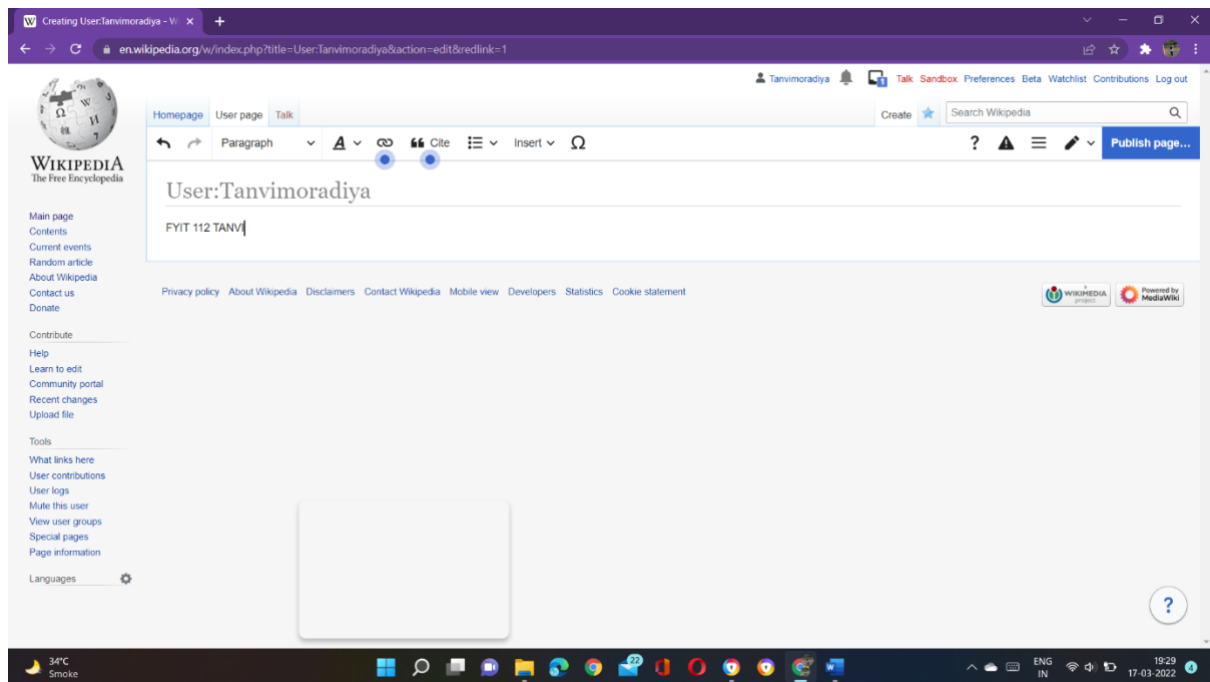 Creating User:Tanvimoradiya - W
en.wikipedia.org/w/index.php?title=User:Tanvimoradiya&action=edit&redlink=1
Tanvimoradiya 1 Talk Sandbox Preferences Beta Watchlist Contributions Log out
Homepage User page Talk Create Search Wikipedia
Paragraph A Cite Insert Ω ? Publish page...
WIKIPEDIA
The Free Encyclopedia
User:Tanvimoradiya
FYIT 112 TANVI
Main page
Contents
Current events
Random article
About Wikipedia
Contact us
Donate
Contribute
Help
Learn to edit
Community portal
Recent changes
Upload file
Tools
What links here
User contributions
User logs
Mute this user
View user groups
Special pages
Page information
Languages
Privacy policy About Wikipedia Disclaimers Contact Wikipedia Mobile view Developers Statistics Cookie statement
a
WIKIMEDIA
project
Powered by
MediaWiki
?
34°C
Smoke
22
ENG
IN
19:29
17-03-2022
4